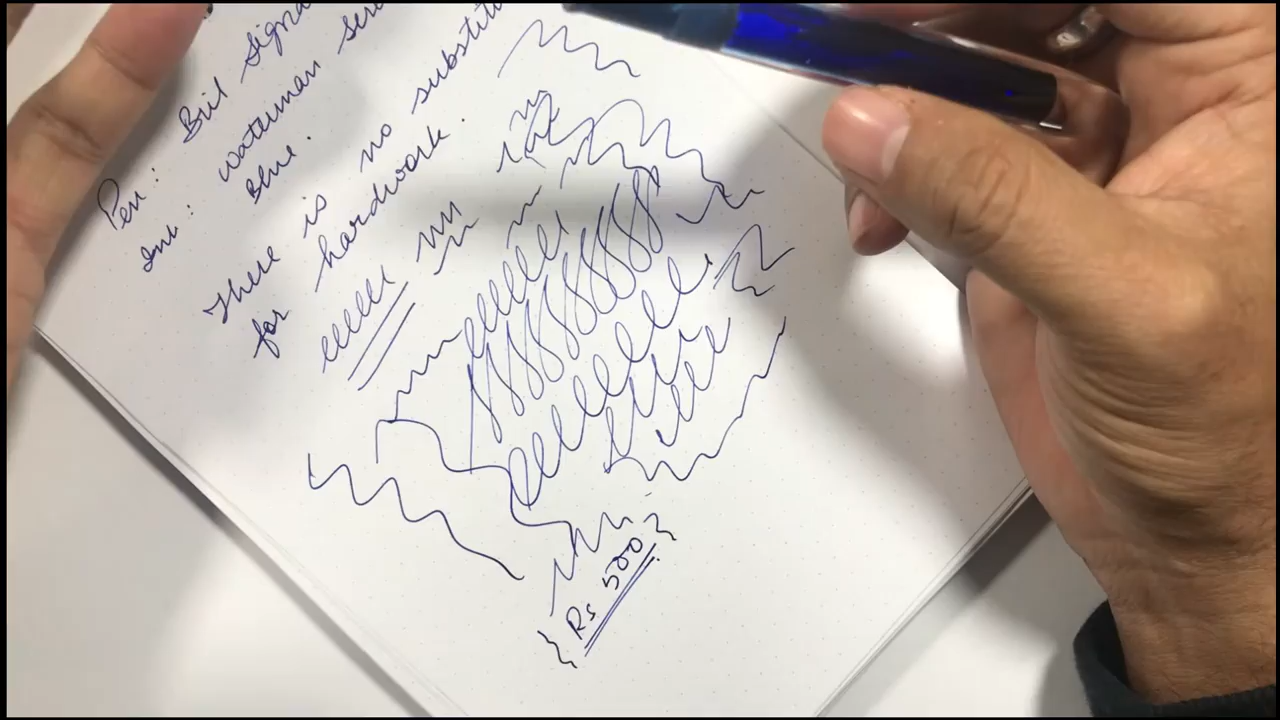 Pen: Bril
Ink: Waterman
Blue.
There is no
for hardwork.
Rs 500